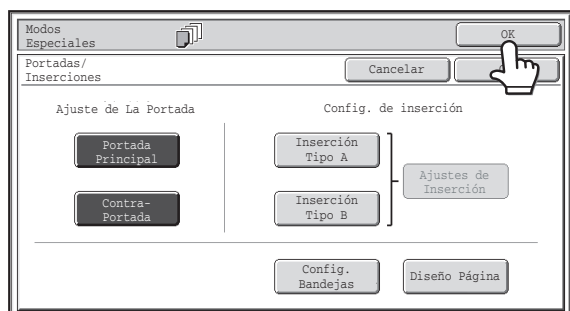 Modos
Especiales
OK
Portadas/
Inserciones
Cancelar
Ajuste de La Portada
Config. de inserción
Portada
Principal
Inserción
Tipo A
Ajustes de
Inserción
Contra-
Portada
Inserción
Tipo B
Config.
Bandejas
Diseño Página